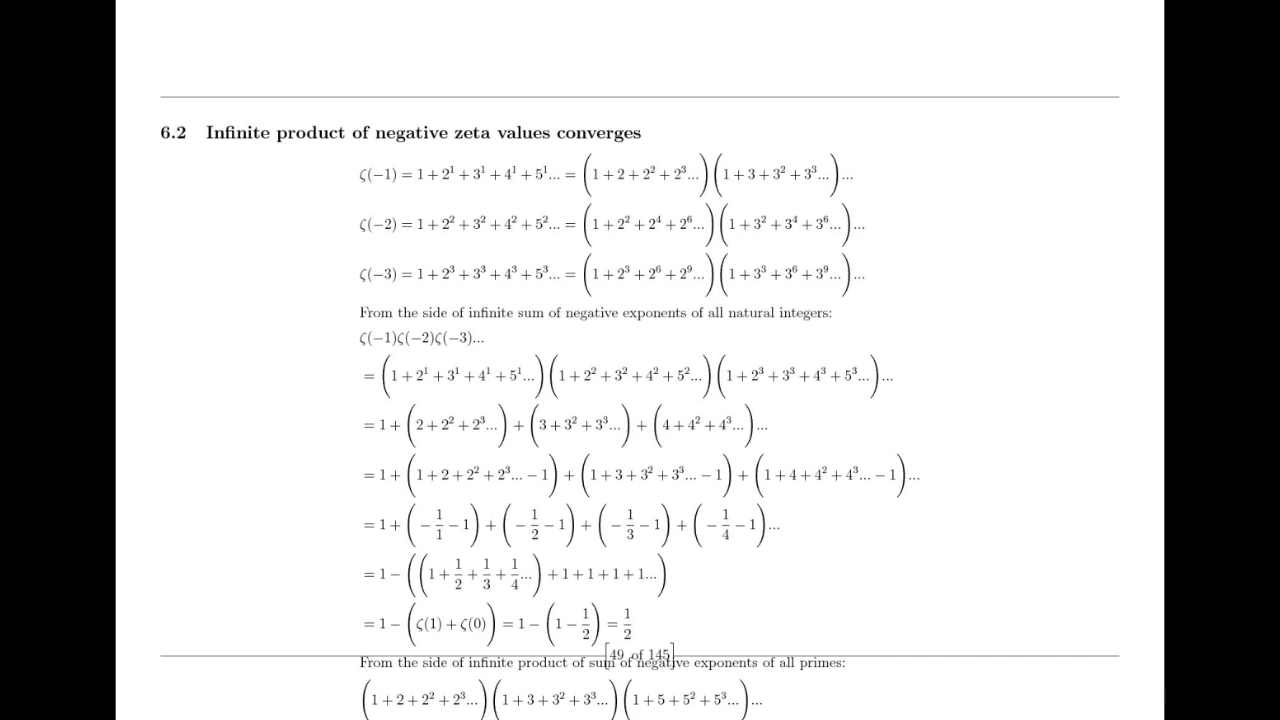 6.2 Infinite product of negative zeta values converges
ζ(−1) = 1 + 2¹ + 3¹ + 4¹ + 5¹... = (1 + 2 + 2² + 2³...)(1 + 3 + 3² + 3³...)...
ζ(−2) = 1 + 2² + 3² + 4² + 5²... = (1 + 2² + 2⁴ + 2⁶...)(1 + 3² + 3⁴ + 3⁶...)...
ζ(−3) = 1 + 2³ + 3³ + 4³ + 5³... = (1 + 2³ + 2⁶ + 2⁹...)(1 + 3³ + 3⁶ + 3⁹...)...
From the side of infinite sum of negative exponents of all natural integers:
ζ(−1)ζ(−2)ζ(−3)...
= (1 + 2¹ + 3¹ + 4¹ + 5¹...)(1 + 2² + 3² + 4² + 5²...)(1 + 2³ + 3³ + 4³ + 5³...)...
= 1 + (2 + 2² + 2³...) + (3 + 3² + 3³...) + (4 + 4² + 4³...)...
= 1 + (1 + 2 + 2² + 2³... − 1) + (1 + 3 + 3² + 3³... − 1) + (1 + 4 + 4² + 4³... − 1)...
= 1 + (−1/1 − 1) + (−1/2 − 1) + (−1/3 − 1) + (−1/4 − 1)...
= 1 − ((1 + 1/2 + 1/3 + 1/4...) + 1 + 1 + 1 + 1...)
= 1 − (ζ(1) + ζ(0)) = 1 − (1 − 1/2) = 1/2
[49 of 145]
From the side of infinite product of sum of negative exponents of all primes:
(1 + 2 + 2² + 2³...)(1 + 3 + 3² + 3³...)(1 + 5 + 5² + 5³...)...